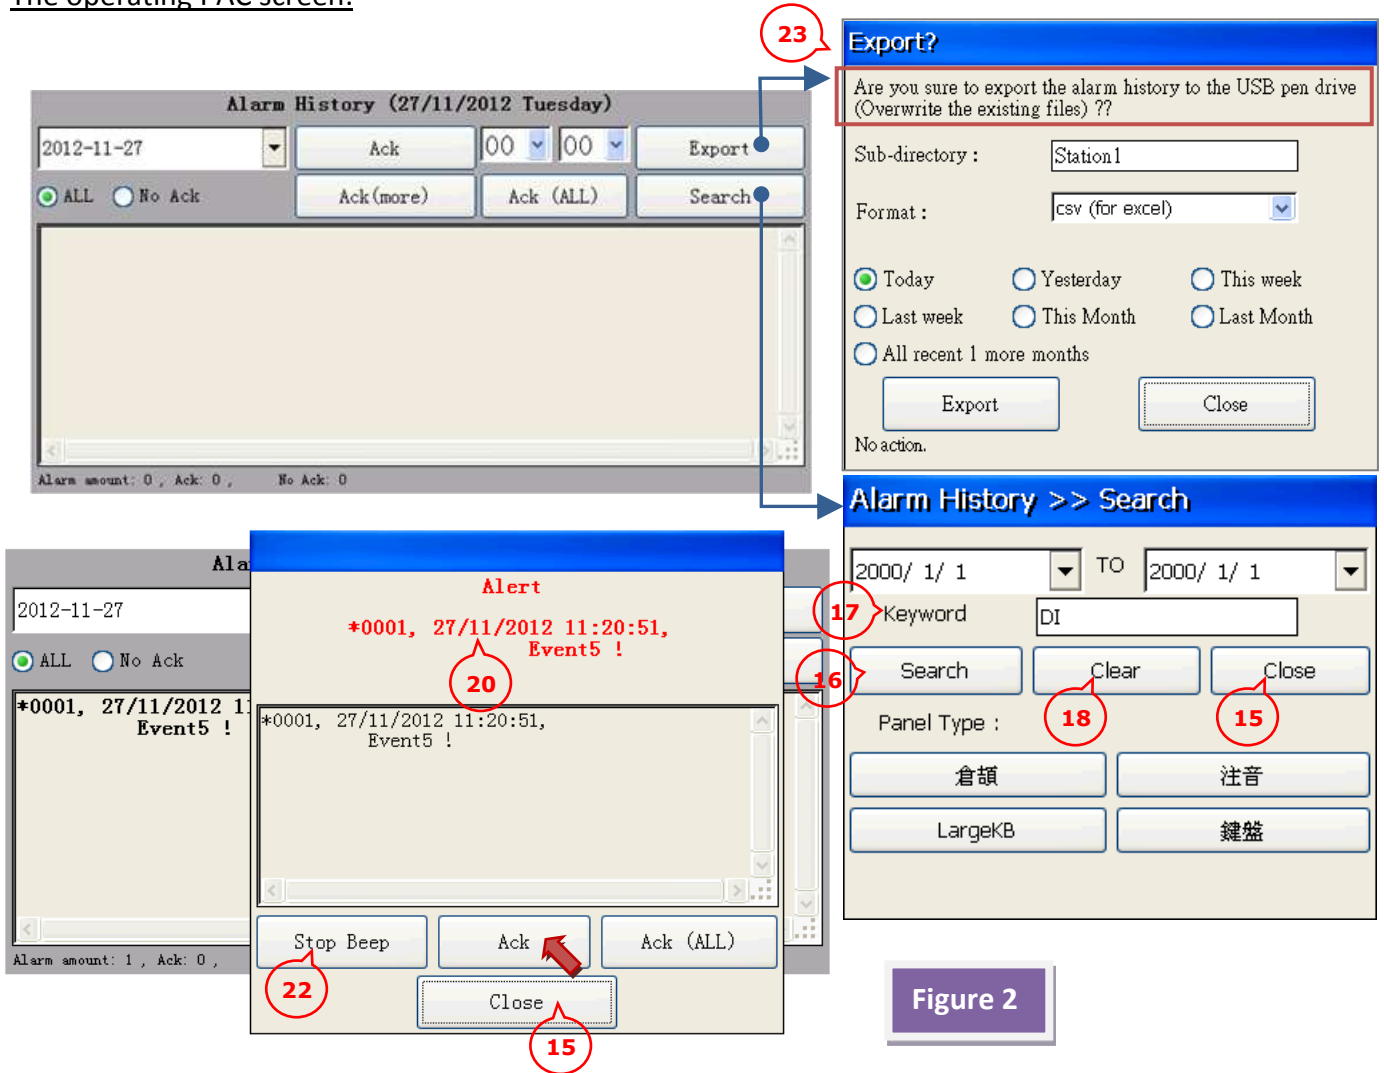 The operating PAC screen:
23
Export?
Are you sure to export the alarm history to the USB pen drive
(Overwrite the existing files) ??
Sub-directory : Station1
Format : csv (for excel)
Today Yesterday This week
Last week This Month Last Month
All recent 1 more months
Export Close
No action.
Alarm History (27/11/2012 Tuesday)
2012-11-27 Ack 00 00 Export
ALL No Ack Ack(more) Ack (ALL) Search
Alarm amount: 0 , Ack: 0 , No Ack: 0
Alarm History >> Search
2000/ 1/ 1 TO 2000/ 1/ 1
17 Keyword DI
16 Search Clear Close
18 15
Panel Type :
倉頡 注音
LargeKB 鍵盤
Ala
2012-11-27
ALL No Ack
*0001, 27/11/2012 1
Event5 !
Alarm amount: 1 , Ack: 0 ,
Alert
*0001, 27/11/2012 11:20:51,
Event5 !
20
*0001, 27/11/2012 11:20:51,
Event5 !
Stop Beep Ack Ack (ALL)
22
Close
15
Figure 2